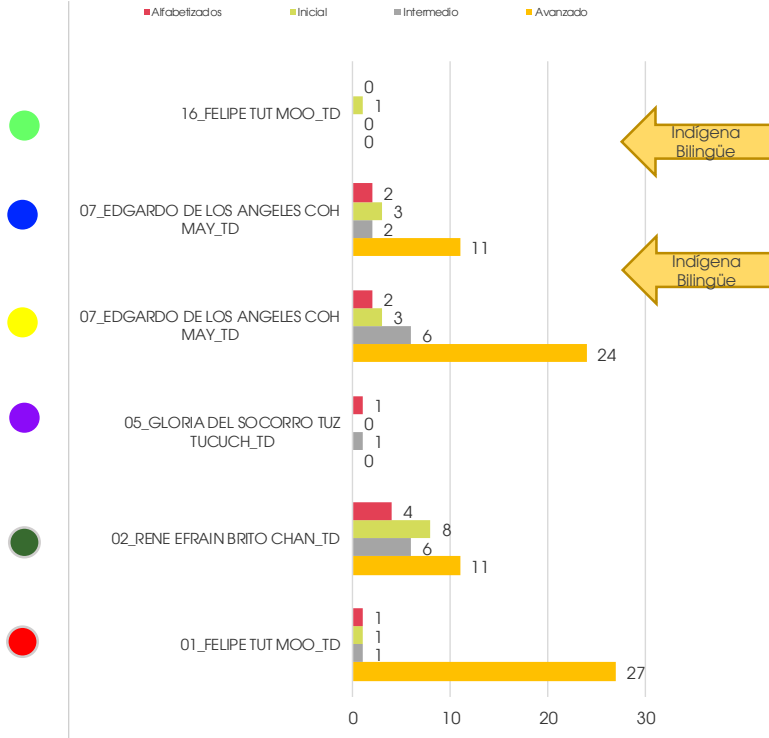 Alfabetizados Inicial Intermedio Avanzado
16_FELIPE TUT MOO_TD
0
1
0
0
Indígena
Bilingüe
07_EDGARDO DE LOS ANGELES COH
MAY_TD
2
3
2
11
Indígena
Bilingüe
07_EDGARDO DE LOS ANGELES COH
MAY_TD
2
3
6
24
05_GLORIA DEL SOCORRO TUZ
TUCUCH_TD
1
0
1
0
02_RENE EFRAIN BRITO CHAN_TD
4
8
6
11
01_FELIPE TUT MOO_TD
1
1
1
27
0 10 20 30